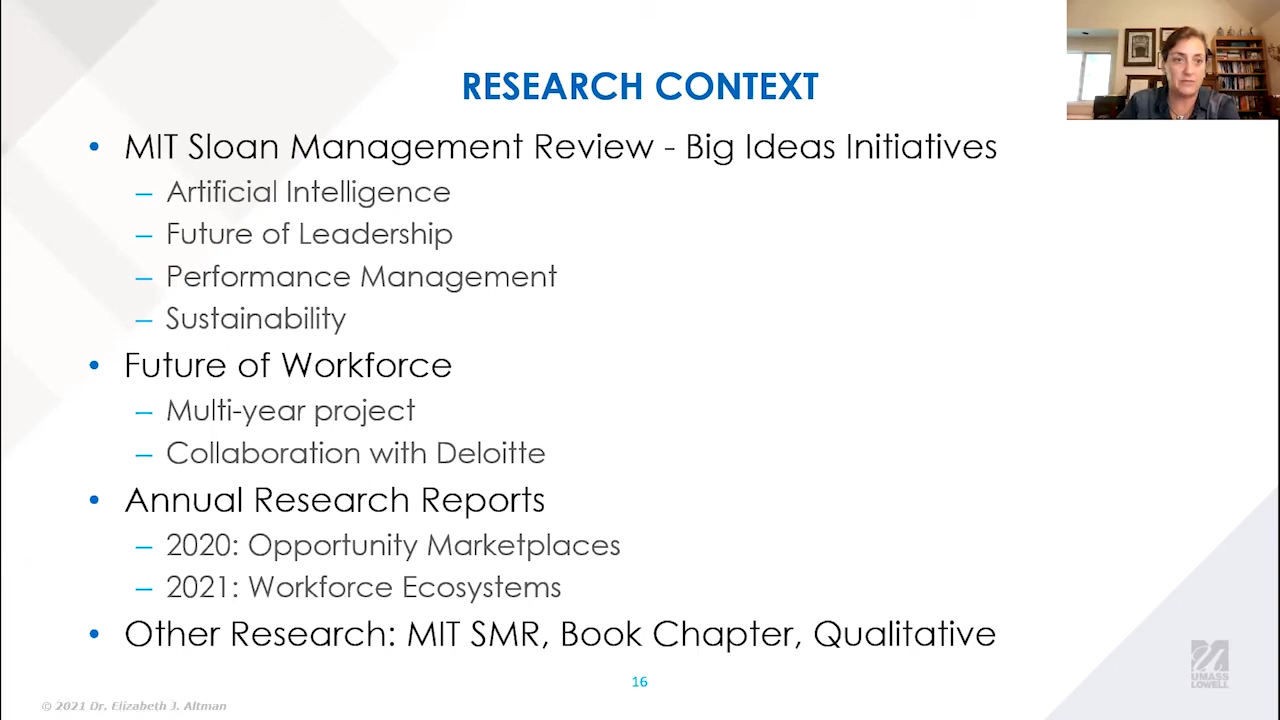 RESEARCH CONTEXT
• MIT Sloan Management Review - Big Ideas Initiatives
– Artificial Intelligence
– Future of Leadership
– Performance Management
– Sustainability
• Future of Workforce
– Multi-year project
– Collaboration with Deloitte
• Annual Research Reports
– 2020: Opportunity Marketplaces
– 2021: Workforce Ecosystems
• Other Research: MIT SMR, Book Chapter, Qualitative
16
UMASS
LOWELL
© 2021 Dr. Elizabeth J. Altman